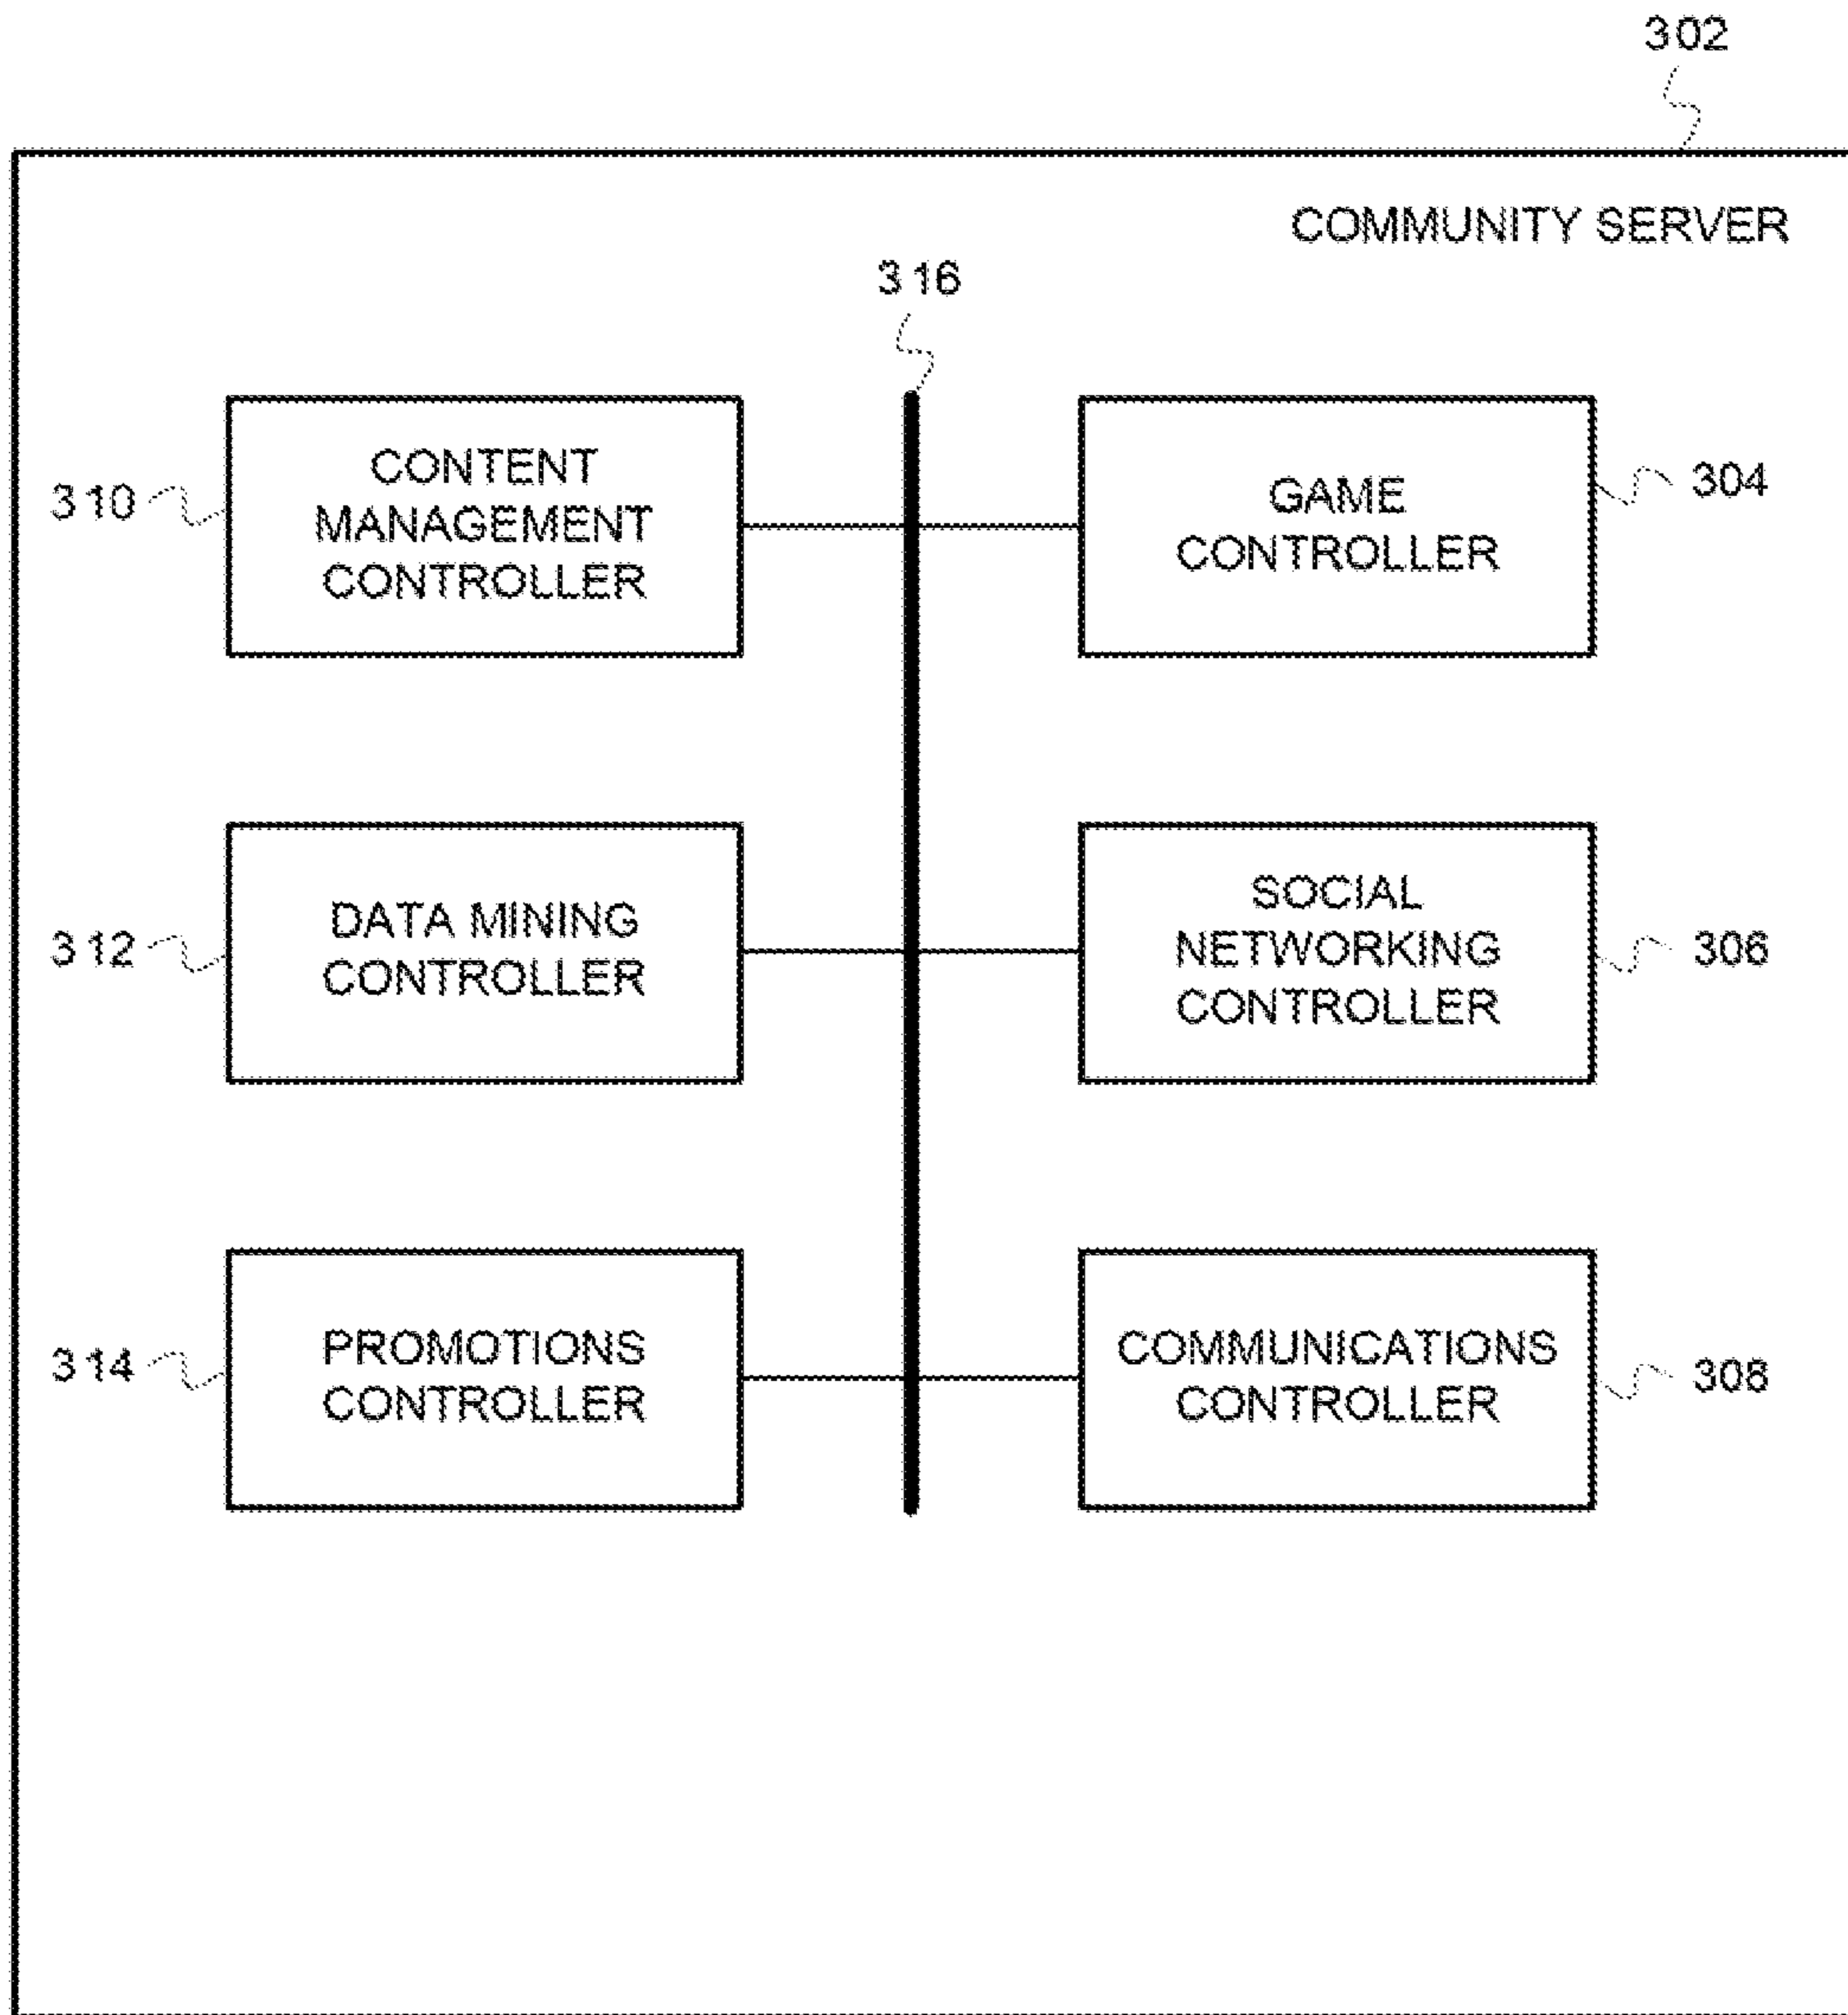 302
COMMUNITY SERVER
316
310
CONTENT
MANAGEMENT
CONTROLLER
GAME
CONTROLLER
304
312
DATA MINING
CONTROLLER
SOCIAL
NETWORKING
CONTROLLER
306
314
PROMOTIONS
CONTROLLER
COMMUNICATIONS
CONTROLLER
308